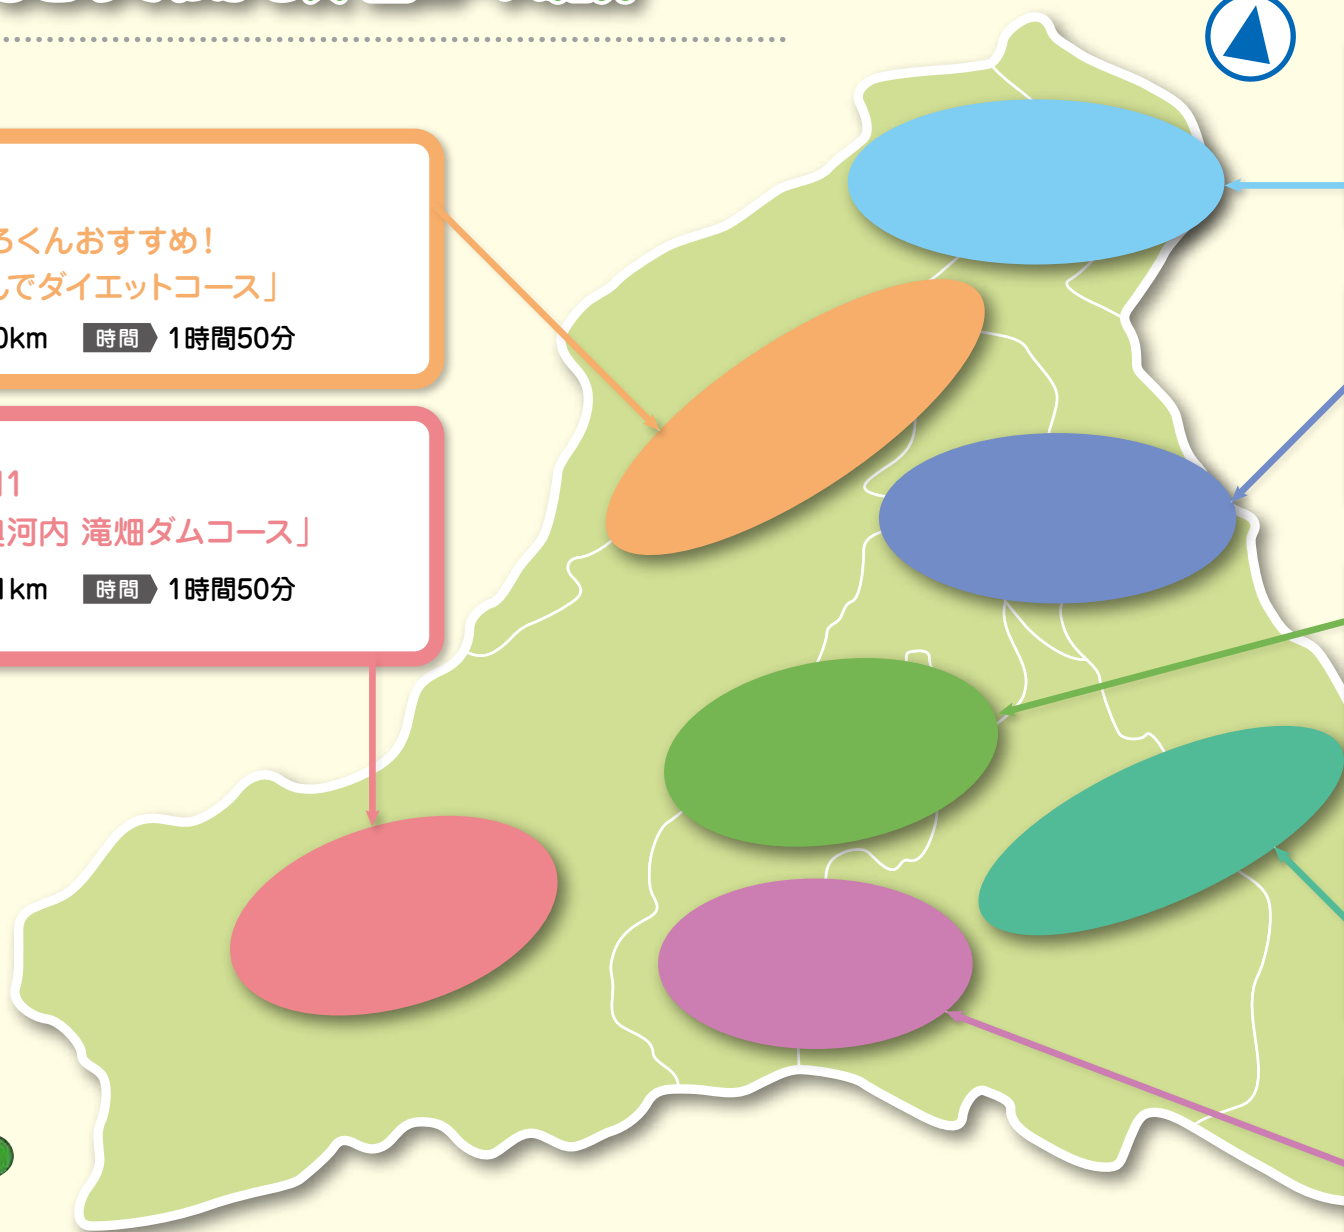 ろくんおすすめ！
でダイエットコース」
0km 時間 1時間50分
11
河内 滝畑ダムコース」
1km 時間 1時間50分